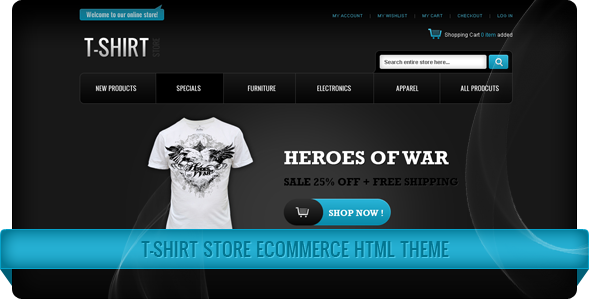 Welcome to our online store!
MY ACCOUNT | MY WISHLIST | MY CART | CHECKOUT | LOG IN
Shopping Cart 0 item added
T-SHIRT STORE
Search entire store here...
NEW PRODUCTS SPECIALS FURNITURE ELECTRONICS APPAREL ALL PRODUCTS
HEROES OF WAR
SALE 25% OFF + FREE SHIPPING
SHOP NOW !
T-SHIRT STORE ECOMMERCE HTML THEME